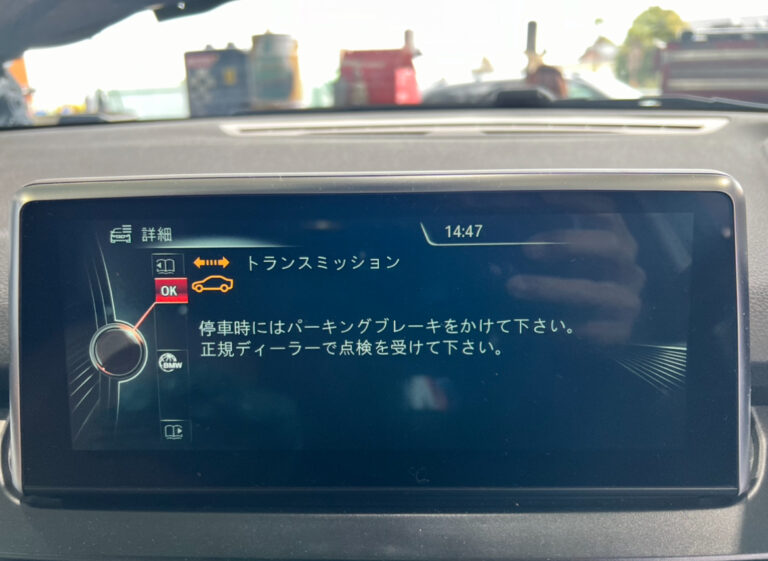 詳細
14:47
トランスミッション
OK
停車時にはパーキングブレーキをかけて下さい。
正規ディーラーで点検を受けて下さい。
BMW